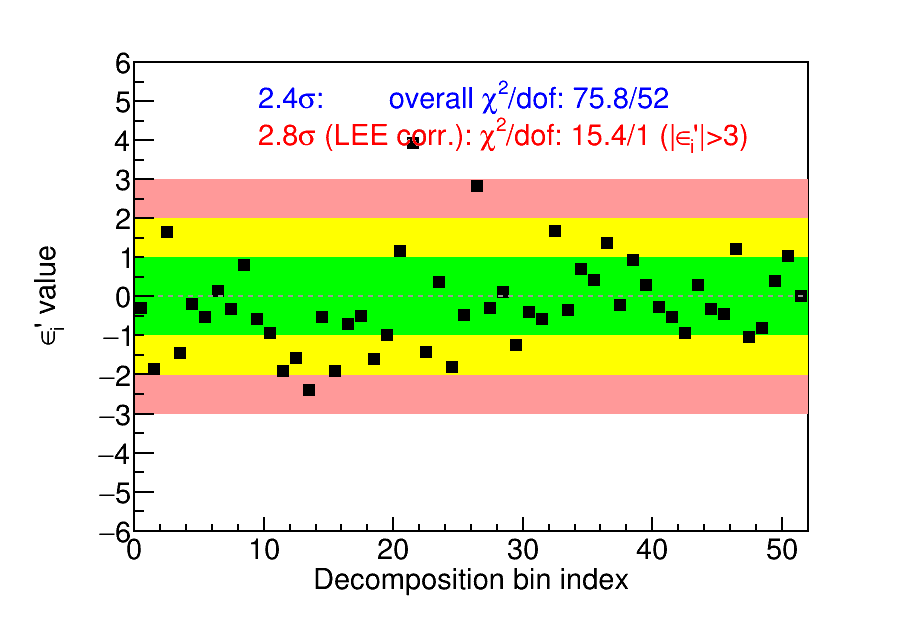 2.4σ: overall χ²/dof: 75.8/52
2.8σ (LEE corr.): χ²/dof: 15.4/1 (|ϵᵢ'|>3)
6
5
4
3
2
1
0
−1
−2
−3
−4
−5
−6
ϵᵢ' value
0 10 20 30 40 50
Decomposition bin index